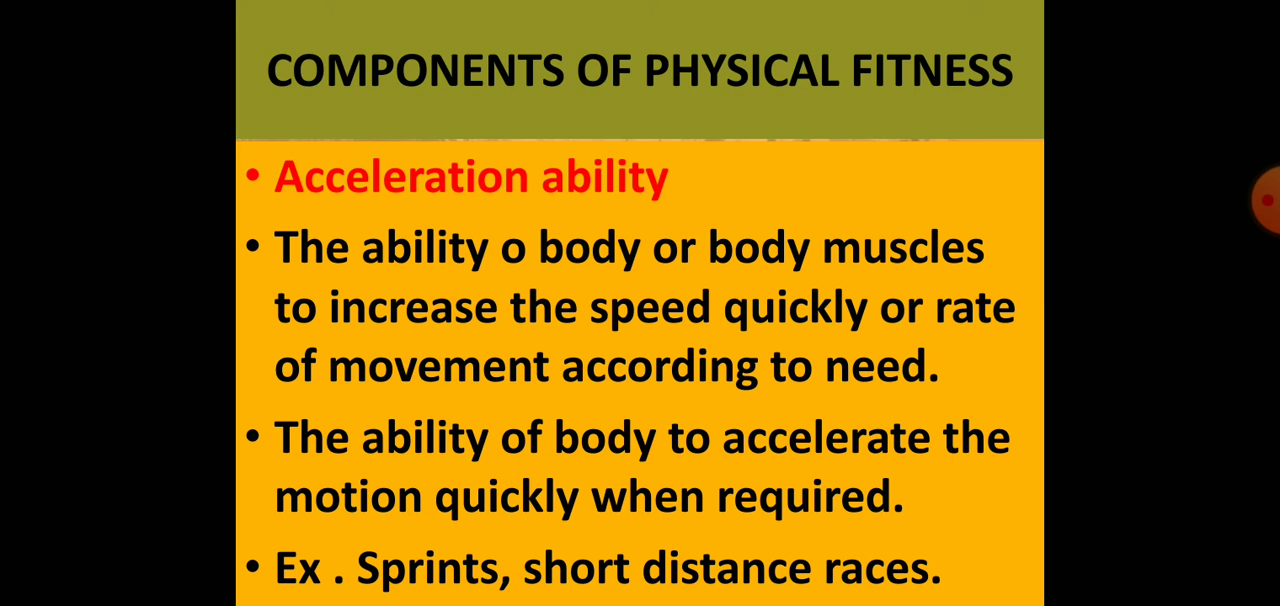 COMPONENTS OF PHYSICAL FITNESS
• Acceleration ability
• The ability o body or body muscles
to increase the speed quickly or rate
of movement according to need.
• The ability of body to accelerate the
motion quickly when required.
• Ex . Sprints, short distance races.